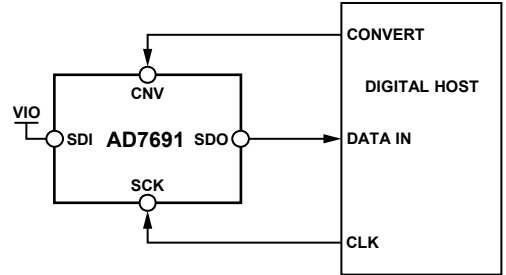 CONVERT
CNV
DIGITAL HOST
VIO
SDI AD7691 SDO
DATA IN
SCK
CLK